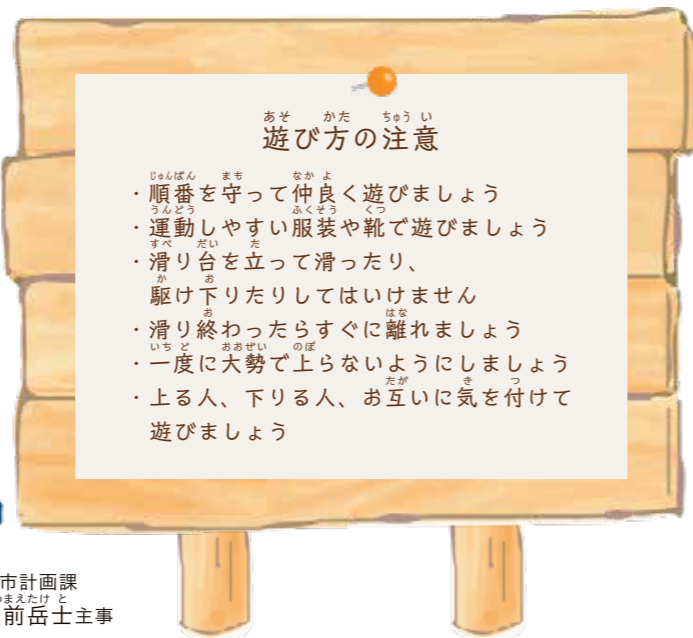 遊び方の注意
・順番を守って仲良く遊びましょう
・運動しやすい服装や靴で遊びましょう
・滑り台を立って滑ったり、
駆け下りたりしてはいけません
・滑り終わったらすぐに離れましょう
・一度に大勢で上らないようにしましょう
・上る人、下りる人、お互いに気を付けて
遊びましょう
市計画課
前岳士主事